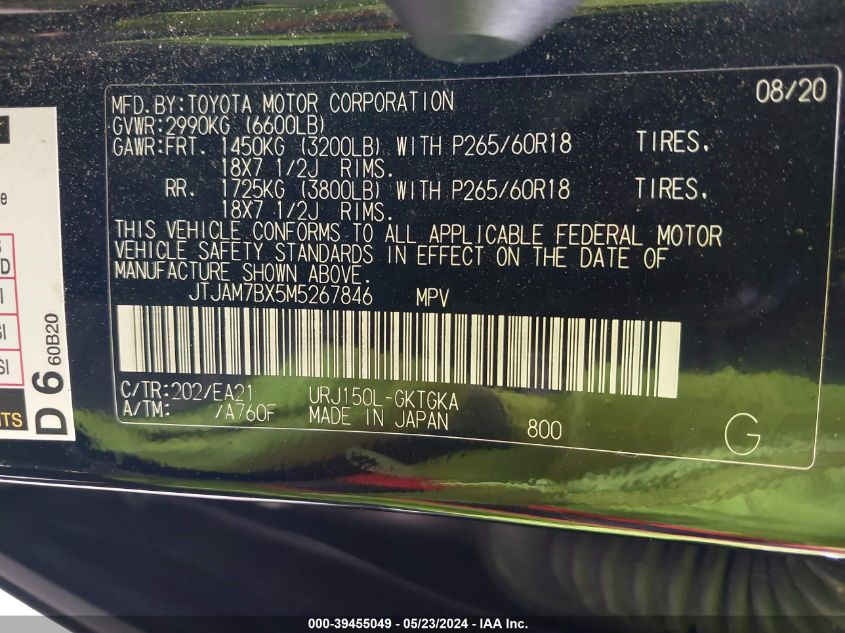 08/20
MFD.BY:TOYOTA MOTOR CORPORATION
GVWR:2990KG (6600LB)
GAWR:FRT. 1450KG (3200LB) WITH P265/60R18 TIRES.
18X7 1/2J RIMS.
RR. 1725KG (3800LB) WITH P265/60R18 TIRES.
18X7 1/2J RIMS.
THIS VEHICLE CONFORMS TO ALL APPLICABLE FEDERAL MOTOR
VEHICLE SAFETY STANDARDS IN EFFECT ON THE DATE OF
MANUFACTURE SHOWN ABOVE.
JTJAM7BX5M5267846 MPV
C/TR:202/EA21 URJ150L-GKTGKA
A/TM: /A760F MADE IN JAPAN 800
G
D 6 60B20
000-39455049 - 05/23/2024 - IAA Inc.